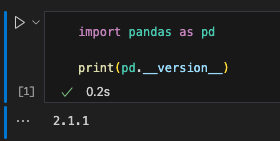 import pandas as pd
print(pd.__version__)
[1]
0.2s
2.1.1